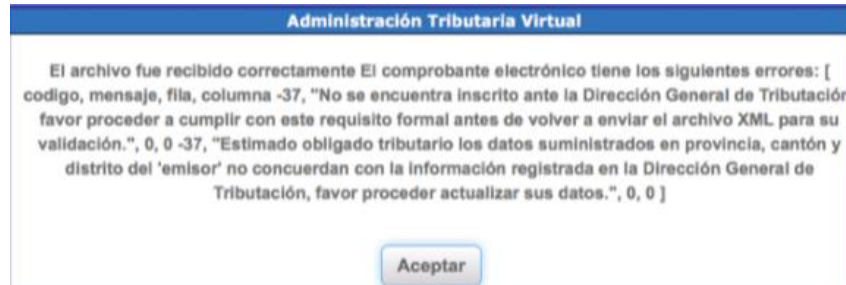 Administración Tributaria Virtual
El archivo fue recibido correctamente El comprobante electrónico tiene los siguientes errores: [
codigo, mensaje, fila, columna -37, "No se encuentra inscrito ante la Dirección General de Tributación
favor proceder a cumplir con este requisito formal antes de volver a enviar el archivo XML para su
validación.", 0, 0 -37, "Estimado obligado tributario los datos suministrados en provincia, cantón y
distrito del 'emisor' no concuerdan con la información registrada en la Dirección General de
Tributación, favor proceder actualizar sus datos.", 0, 0 ]
Aceptar